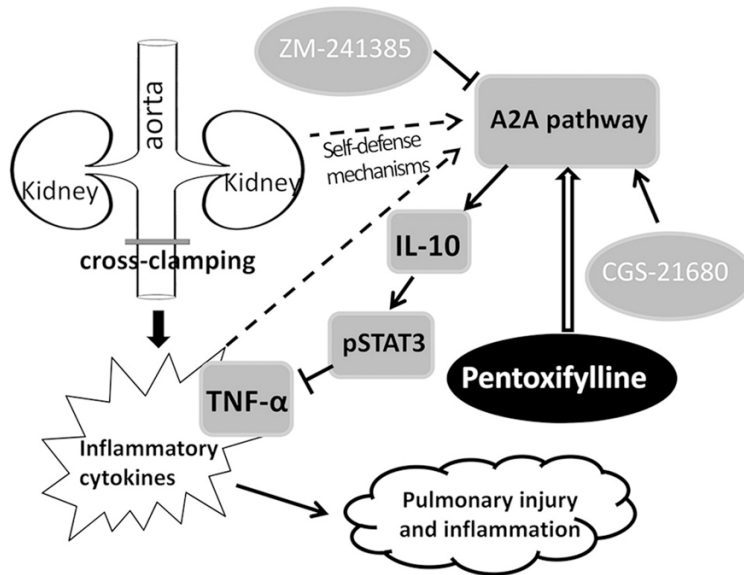 ZM-241385
aorta
A2A pathway
Self-defense
mechanisms
Kidney
Kidney
IL-10
cross-clamping
CGS-21680
pSTAT3
Pentoxifylline
TNF-α
Inflammatory
cytokines
Pulmonary injury
and inflammation